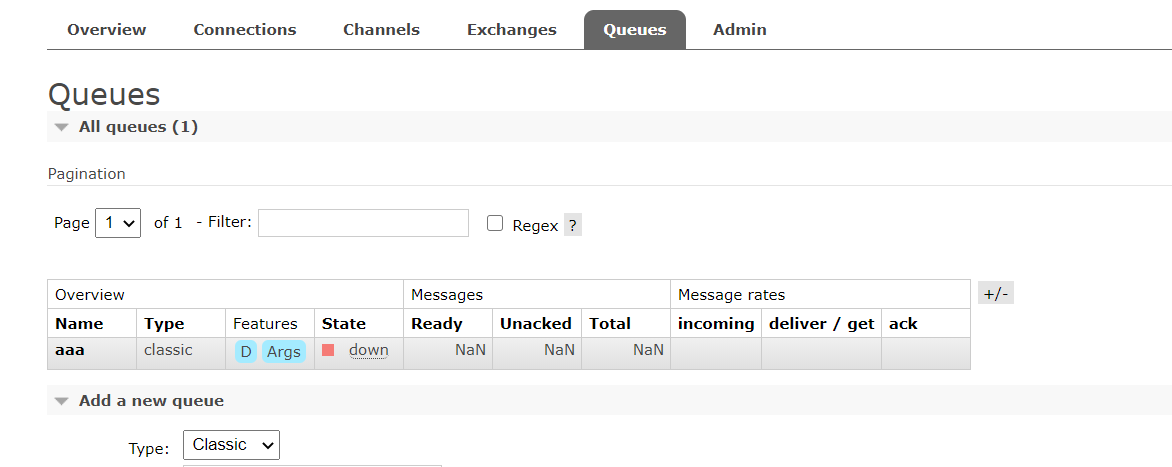 Overview Connections Channels Exchanges Queues Admin
Queues
All queues (1)
Pagination
Page 1 of 1 - Filter: Regex ?
Overview Messages Message rates +/-
Name Type Features State Ready Unacked Total incoming deliver / get ack
aaa classic D Args down NaN NaN NaN
Add a new queue
Type: Classic